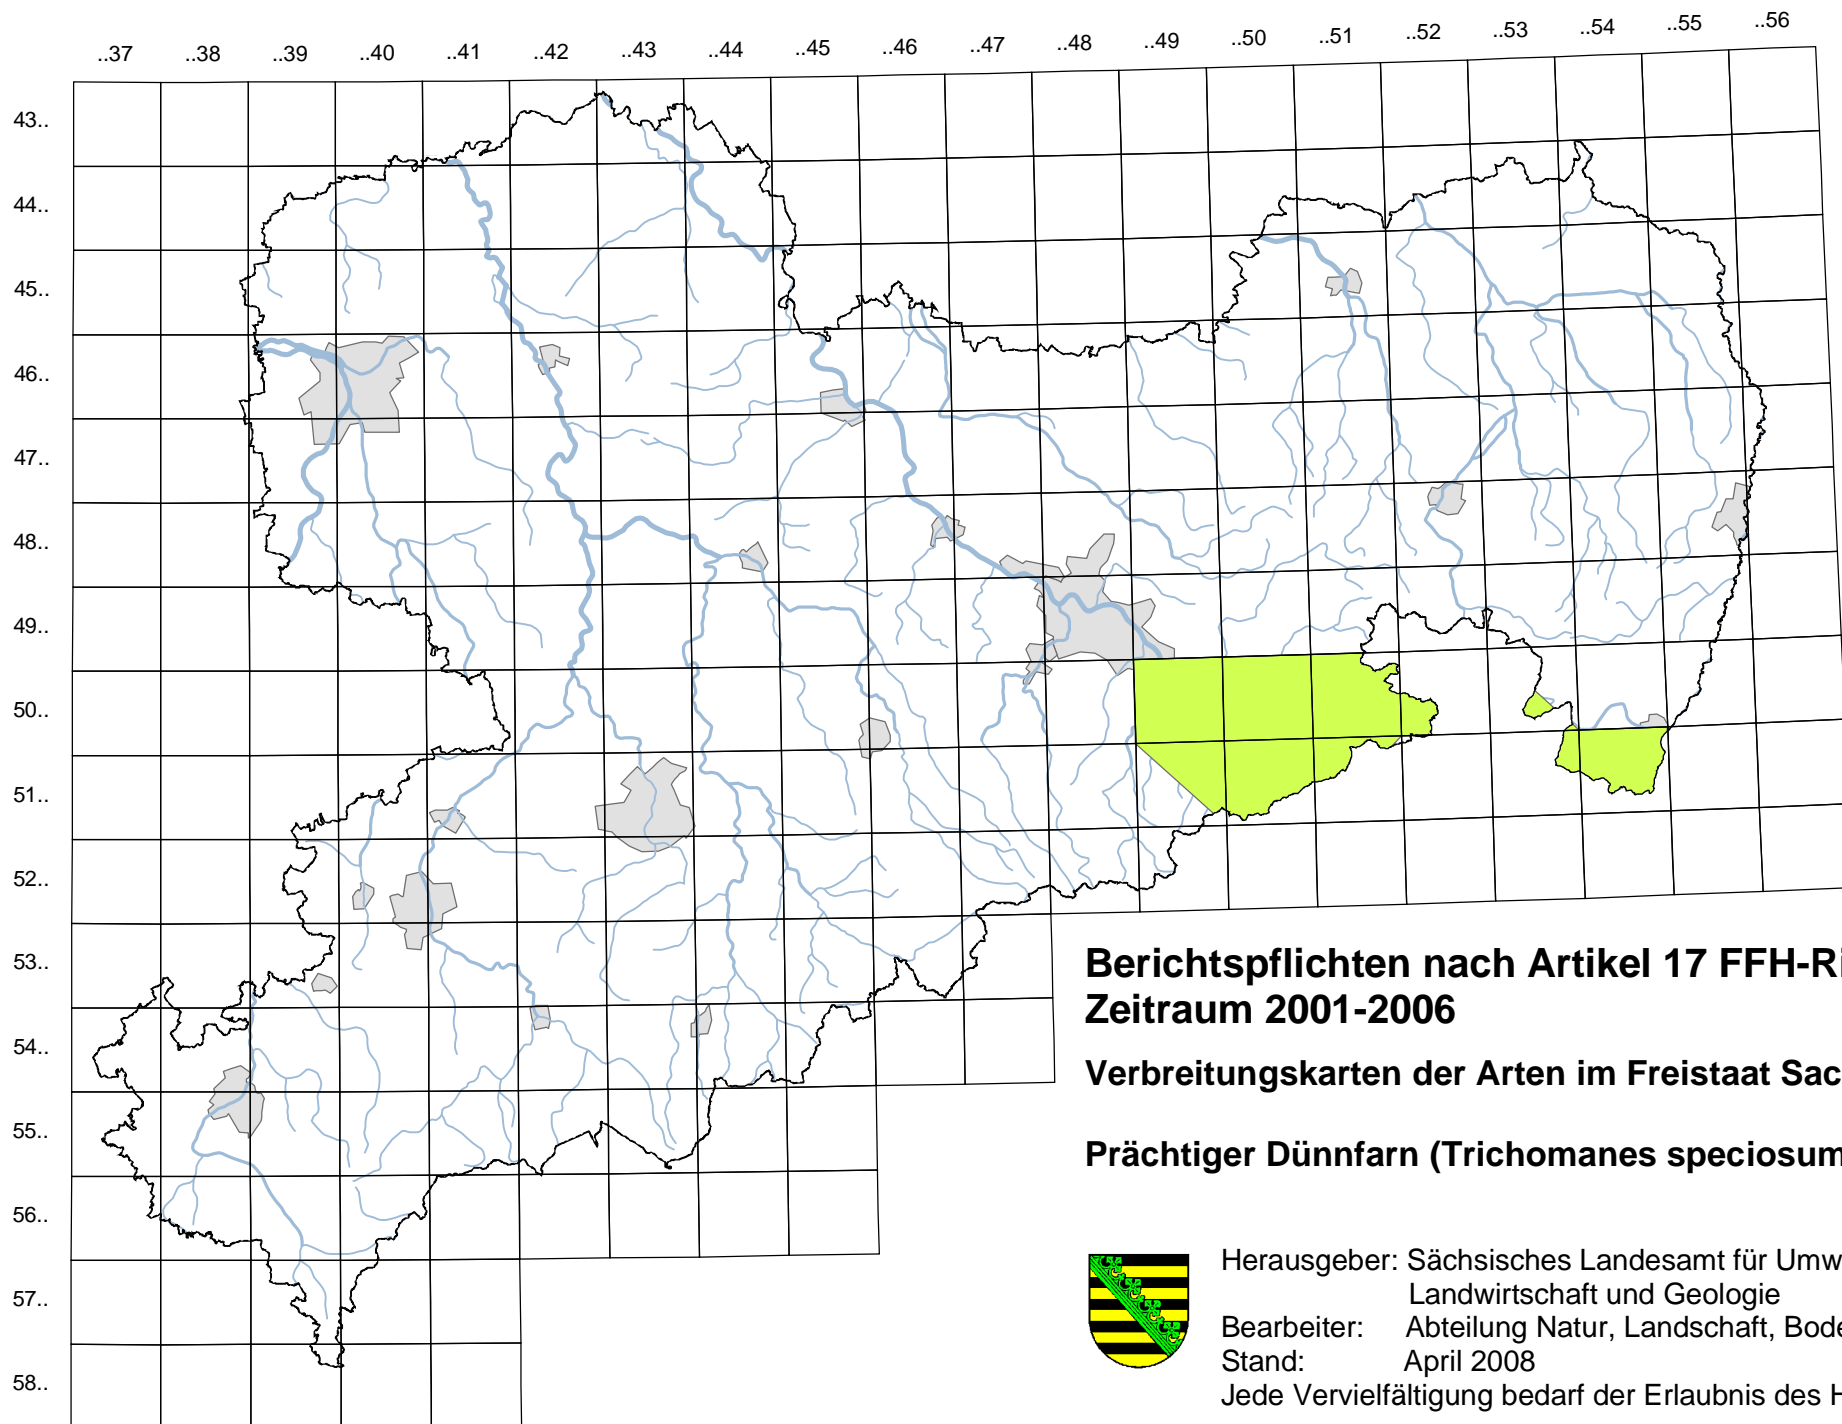 ..37 ..38 ..39 ..40 ..41 ..42 ..43 ..44 ..45 ..46 ..47 ..48 ..49 ..50 ..51 ..52 ..53 ..54 ..55 ..56
43..
44..
45..
46..
47..
48..
49..
50..
51..
52..
53..
54..
55..
56..
57..
58..
Berichtspflichten nach Artikel 17 FFH-Ri
Zeitraum 2001-2006
Verbreitungskarten der Arten im Freistaat Sac
Prächtiger Dünnfarn (Trichomanes speciosum
Herausgeber: Sächsisches Landesamt für Umw
Landwirtschaft und Geologie
Bearbeiter: Abteilung Natur, Landschaft, Bode
Stand: April 2008
Jede Vervielfältigung bedarf der Erlaubnis des H